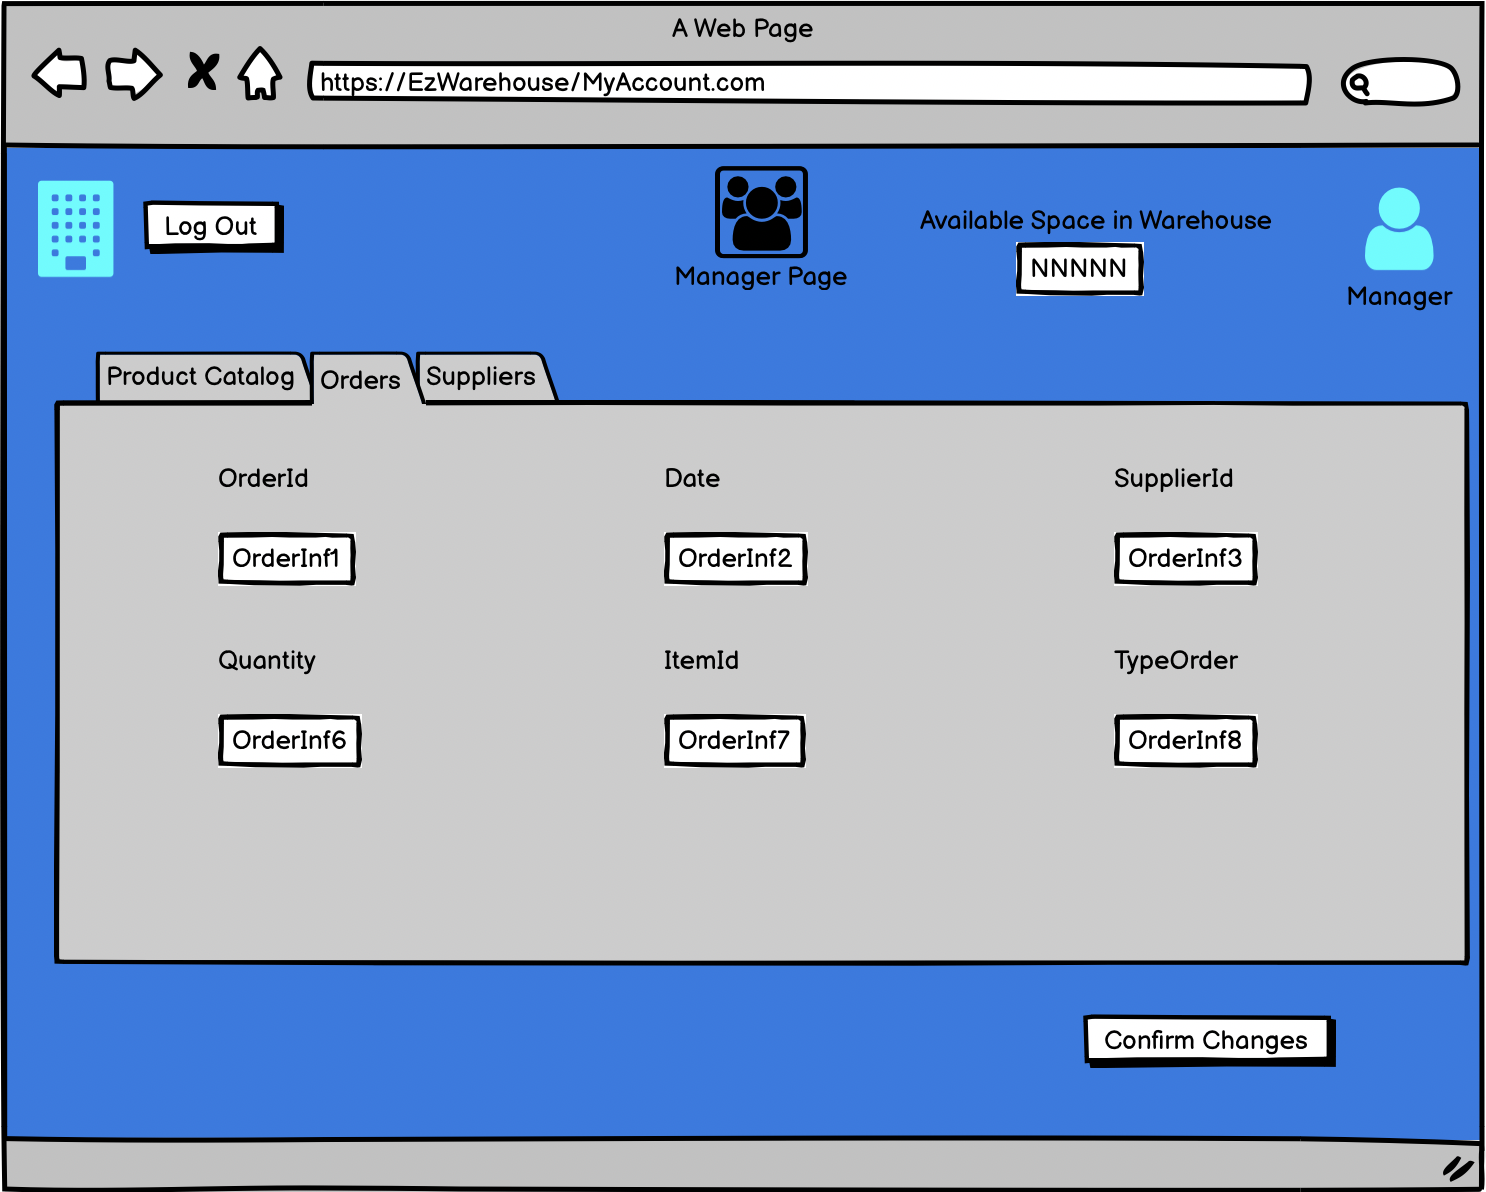 A Web Page
https://EzWarehouse/MyAccount.com
Log Out
Manager Page
Available Space in Warehouse
NNNNN
Manager
Product Catalog
Orders
Suppliers
OrderId
Date
SupplierId
OrderInf1
OrderInf2
OrderInf3
Quantity
ItemId
TypeOrder
OrderInf6
OrderInf7
OrderInf8
Confirm Changes